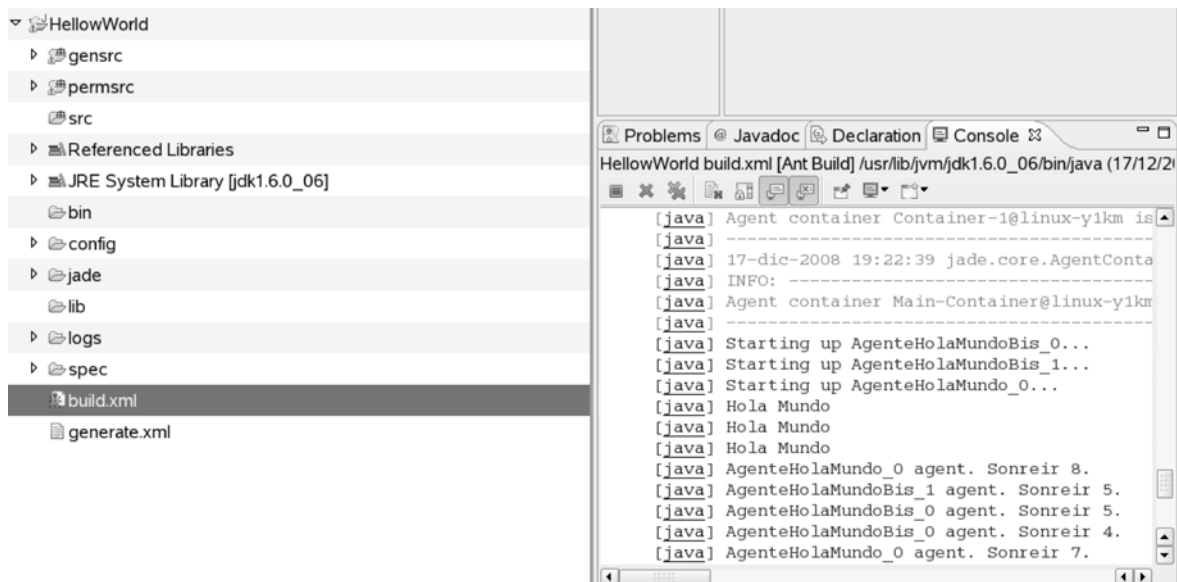 HellowWorld
gensrc
permsrc
src
Referenced Libraries
JRE System Library [jdk1.6.0_06]
bin
config
jade
lib
logs
spec
build.xml
generate.xml
Problems @ Javadoc Declaration Console
HellowWorld build.xml [Ant Build] /usr/lib/jvm/jdk1.6.0_06/bin/java (17/12/2
[java] Agent container Container-1@linux-y1km is
[java] -----------------------------------------
[java] 17-dic-2008 19:22:39 jade.core.AgentConta
[java] INFO: -----------------------------------
[java] Agent container Main-Container@linux-y1km
[java] -----------------------------------------
[java] Starting up AgenteHolaMundoBis_0...
[java] Starting up AgenteHolaMundoBis_1...
[java] Starting up AgenteHolaMundo_0...
[java] Hola Mundo
[java] Hola Mundo
[java] Hola Mundo
[java] AgenteHolaMundo_0 agent. Sonreir 8.
[java] AgenteHolaMundoBis_1 agent. Sonreir 5.
[java] AgenteHolaMundoBis_0 agent. Sonreir 5.
[java] AgenteHolaMundoBis_0 agent. Sonreir 4.
[java] AgenteHolaMundo_0 agent. Sonreir 7.